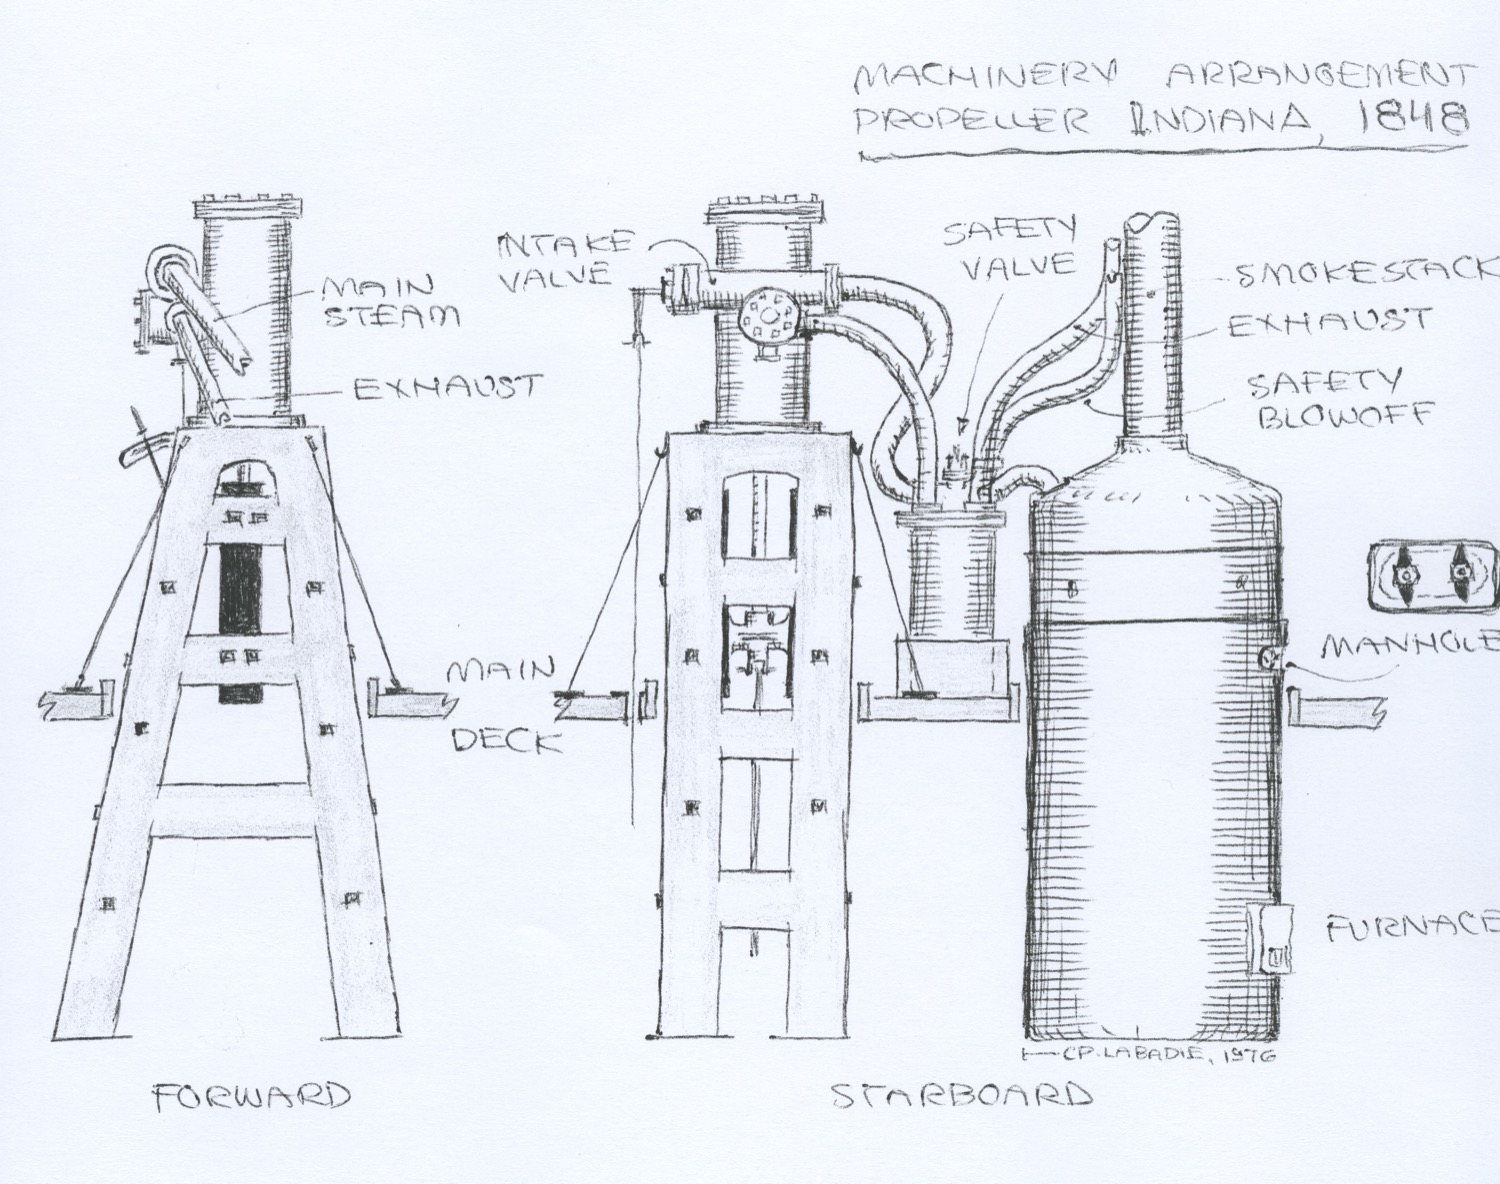 MACHINERY ARRANGEMENT
PROPELLER INDIANA, 1848
INTAKE
VALVE
SAFETY
VALVE
SMOKESTACK
MAIN
STEAM
EXHAUST
EXHAUST
SAFETY
BLOWOFF
MANHOLE
MAIN
DECK
FURNACE
C.P. LABADIE, 1976
FORWARD
STARBOARD